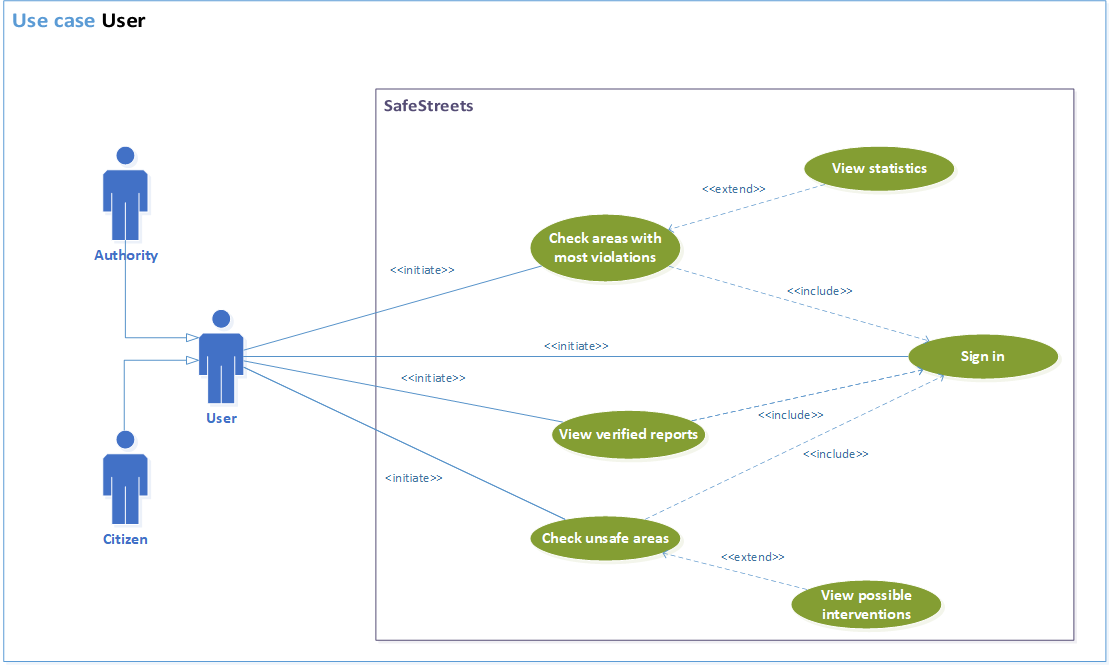 Use case User
SafeStreets
View statistics
<<extend>>
Check areas with
most violations
<<initiate>>
<<include>>
Authority
<<initiate>>
Sign in
<<initiate>>
User
<<include>>
View verified reports
<<include>>
<initiate>>
Check unsafe areas
Citizen
<<extend>>
View possible
interventions